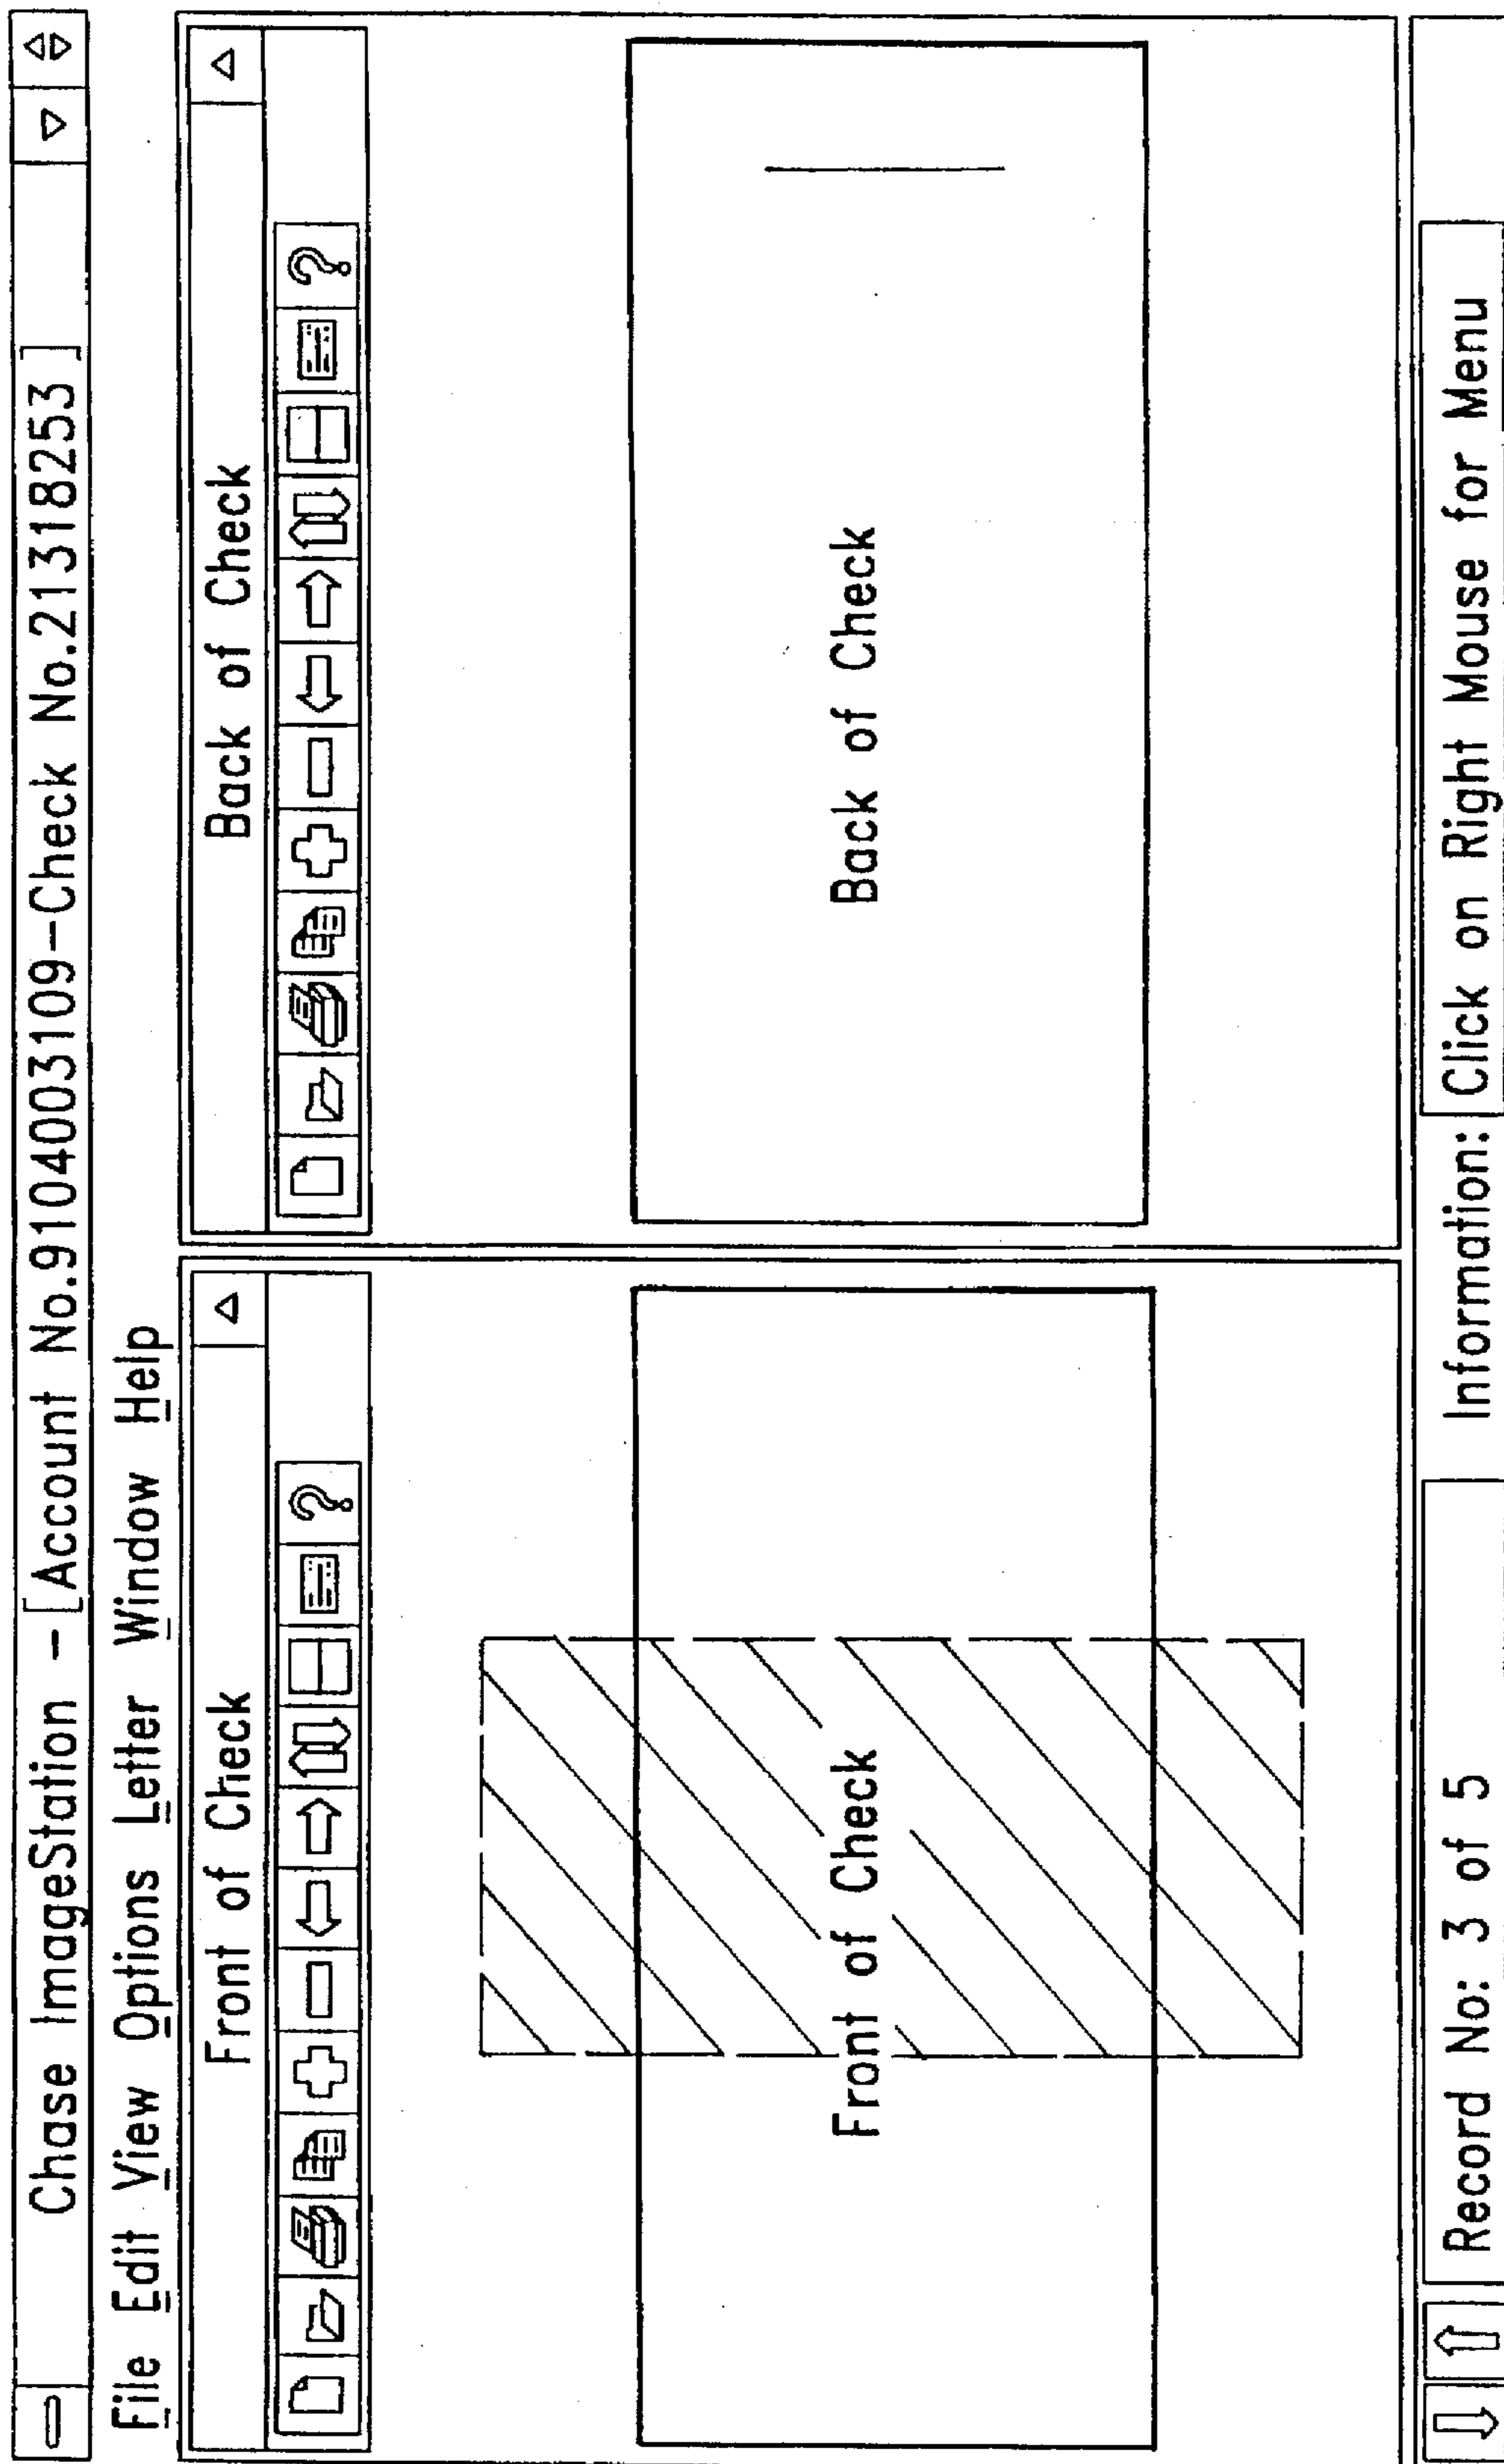 Chase ImageStation - [Account No.9104003109-Check No.21318253]
File Edit View Options Letter Window Help
Front of Check
?
Front of Check
Back of Check
?
Back of Check
Record No: 3 of 5
Information: Click on Right Mouse for Menu